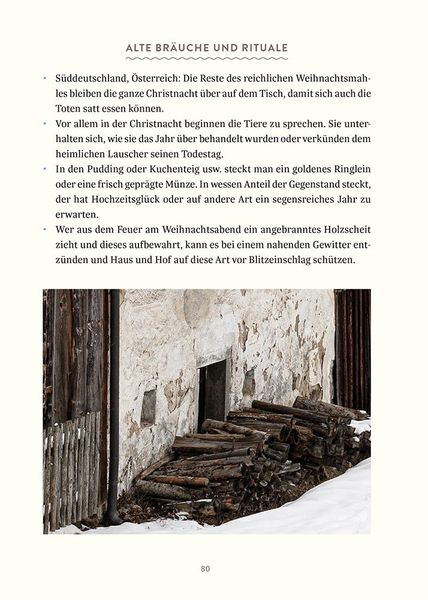 ALTE BRÄUCHE UND RITUALE
• Süddeutschland, Österreich: Die Reste des reichlichen Weihnachtsmah-
les bleiben die ganze Christnacht über auf dem Tisch, damit sich auch die
Toten satt essen können.
• Vor allem in der Christnacht beginnen die Tiere zu sprechen. Sie unter-
halten sich, wie sie das Jahr über behandelt wurden oder verkünden dem
heimlichen Lauscher seinen Todestag.
• In den Pudding oder Kuchenteig usw. steckt man ein goldenes Ringlein
oder eine frisch geprägte Münze. In wessen Anteil der Gegenstand steckt,
der hat Hochzeitsglück oder auf andere Art ein segensreiches Jahr zu
erwarten.
• Wer aus dem Feuer am Weihnachtsabend ein angebranntes Holzscheit
zieht und dieses aufbewahrt, kann es bei einem nahenden Gewitter ent-
zünden und Haus und Hof auf diese Art vor Blitzeinschlag schützen.
80